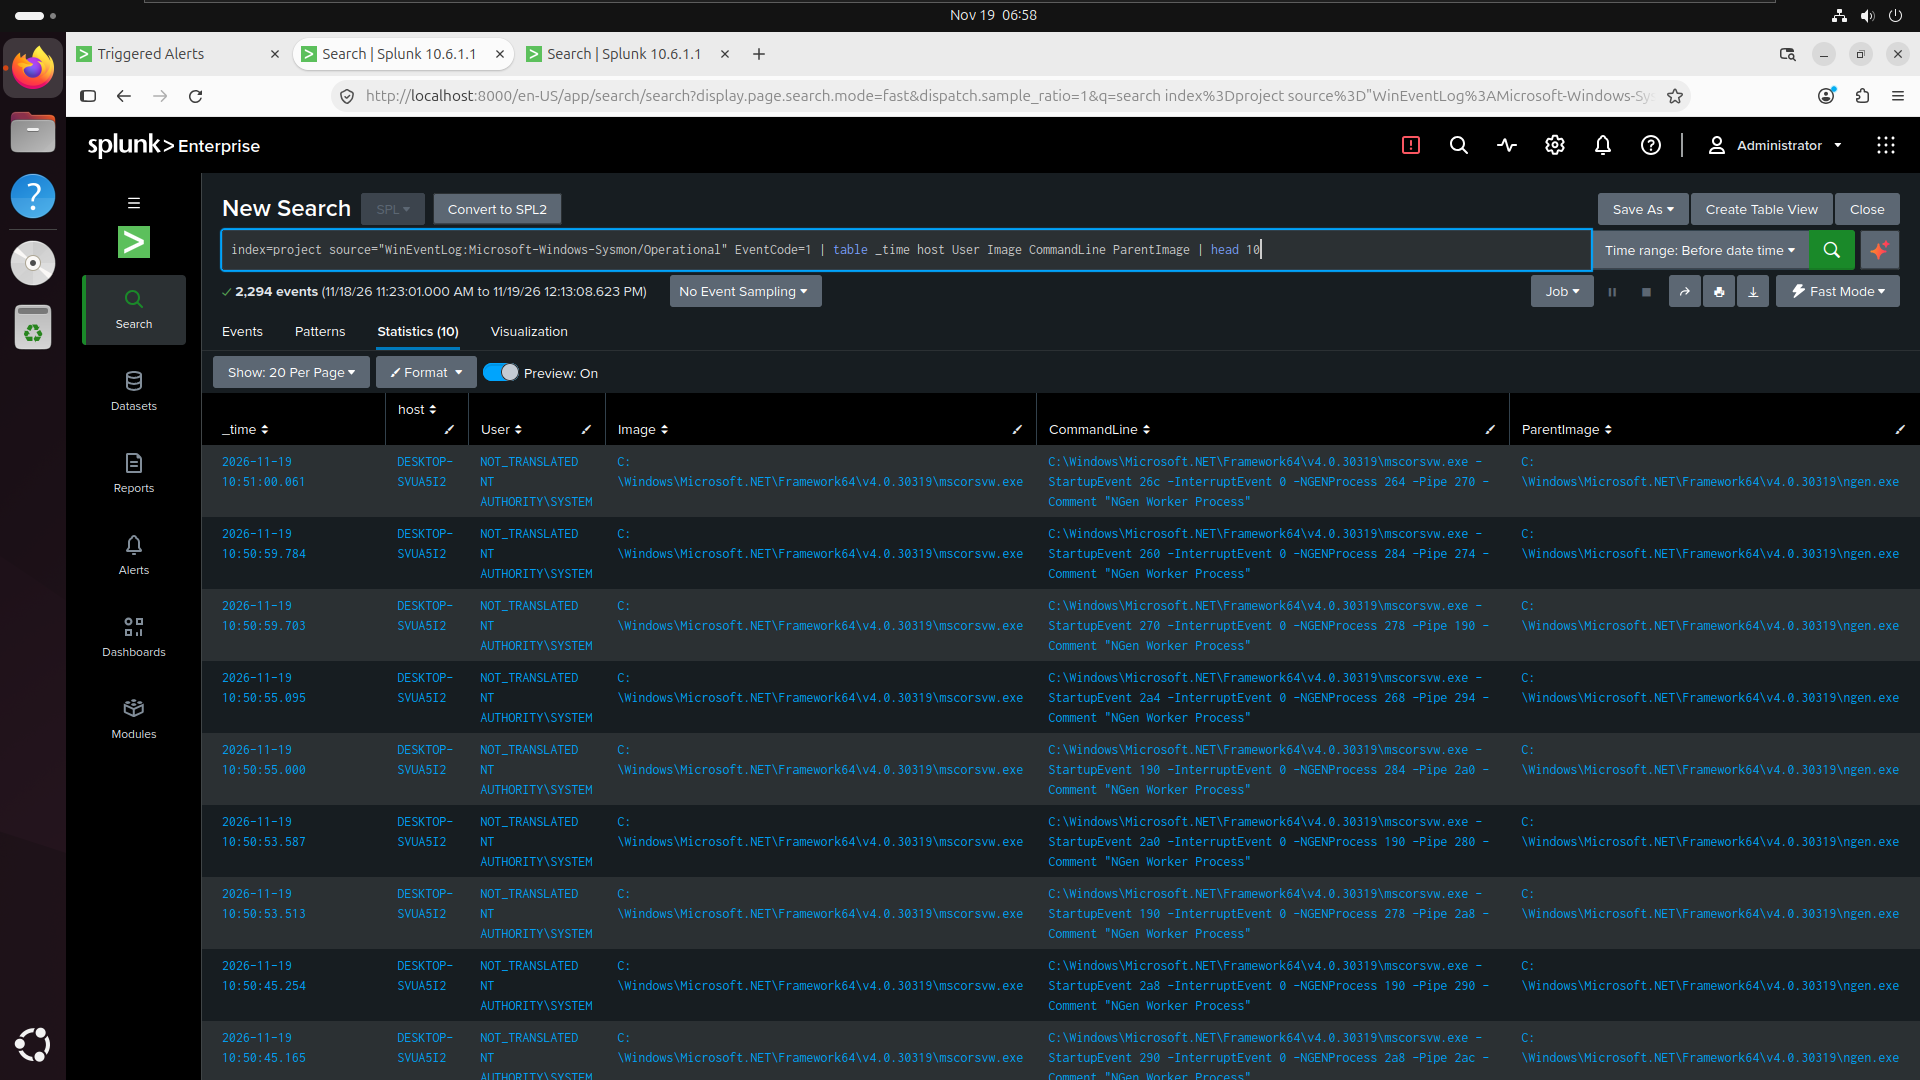 Nov 19 06:58
Triggered Alerts
Search | Splunk 10.6.1.1
Search | Splunk 10.6.1.1
http://localhost:8000/en-US/app/search/search?display.page.search.mode=fast&dispatch.sample_ratio=1&q=search index%3Dproject source%3D"WinEventLog%3AMicrosoft-Windows-Sys
splunk> Enterprise
Administrator
New Search
SPL
Convert to SPL2
Save As
Create Table View
Close
index=project source="WinEventLog:Microsoft-Windows-Sysmon/Operational" EventCode=1 | table _time host User Image CommandLine ParentImage | head 10
Time range: Before date time
2,294 events (11/18/26 11:23:01.000 AM to 11/19/26 12:13:08.623 PM)
No Event Sampling
Job
Fast Mode
Search
Datasets
Reports
Alerts
Dashboards
Modules
Events
Patterns
Statistics (10)
Visualization
Show: 20 Per Page
Format
Preview: On
_time
host
User
Image
CommandLine
ParentImage
2026-11-19
10:51:00.061
DESKTOP-
SVUA5I2
NOT_TRANSLATED
NT
AUTHORITY\SYSTEM
C:
\Windows\Microsoft.NET\Framework64\v4.0.30319\mscorsvw.exe
C:\Windows\Microsoft.NET\Framework64\v4.0.30319\mscorsvw.exe -
StartupEvent 26c -InterruptEvent 0 -NGENProcess 264 -Pipe 270 -
Comment "NGen Worker Process"
C:
\Windows\Microsoft.NET\Framework64\v4.0.30319\ngen.exe
2026-11-19
10:50:59.784
DESKTOP-
SVUA5I2
NOT_TRANSLATED
NT
AUTHORITY\SYSTEM
C:
\Windows\Microsoft.NET\Framework64\v4.0.30319\mscorsvw.exe
C:\Windows\Microsoft.NET\Framework64\v4.0.30319\mscorsvw.exe -
StartupEvent 260 -InterruptEvent 0 -NGENProcess 284 -Pipe 274 -
Comment "NGen Worker Process"
C:
\Windows\Microsoft.NET\Framework64\v4.0.30319\ngen.exe
2026-11-19
10:50:59.703
DESKTOP-
SVUA5I2
NOT_TRANSLATED
NT
AUTHORITY\SYSTEM
C:
\Windows\Microsoft.NET\Framework64\v4.0.30319\mscorsvw.exe
C:\Windows\Microsoft.NET\Framework64\v4.0.30319\mscorsvw.exe -
StartupEvent 270 -InterruptEvent 0 -NGENProcess 278 -Pipe 190 -
Comment "NGen Worker Process"
C:
\Windows\Microsoft.NET\Framework64\v4.0.30319\ngen.exe
2026-11-19
10:50:55.095
DESKTOP-
SVUA5I2
NOT_TRANSLATED
NT
AUTHORITY\SYSTEM
C:
\Windows\Microsoft.NET\Framework64\v4.0.30319\mscorsvw.exe
C:\Windows\Microsoft.NET\Framework64\v4.0.30319\mscorsvw.exe -
StartupEvent 2a4 -InterruptEvent 0 -NGENProcess 268 -Pipe 294 -
Comment "NGen Worker Process"
C:
\Windows\Microsoft.NET\Framework64\v4.0.30319\ngen.exe
2026-11-19
10:50:55.000
DESKTOP-
SVUA5I2
NOT_TRANSLATED
NT
AUTHORITY\SYSTEM
C:
\Windows\Microsoft.NET\Framework64\v4.0.30319\mscorsvw.exe
C:\Windows\Microsoft.NET\Framework64\v4.0.30319\mscorsvw.exe -
StartupEvent 190 -InterruptEvent 0 -NGENProcess 284 -Pipe 2a0 -
Comment "NGen Worker Process"
C:
\Windows\Microsoft.NET\Framework64\v4.0.30319\ngen.exe
2026-11-19
10:50:53.587
DESKTOP-
SVUA5I2
NOT_TRANSLATED
NT
AUTHORITY\SYSTEM
C:
\Windows\Microsoft.NET\Framework64\v4.0.30319\mscorsvw.exe
C:\Windows\Microsoft.NET\Framework64\v4.0.30319\mscorsvw.exe -
StartupEvent 2a0 -InterruptEvent 0 -NGENProcess 190 -Pipe 280 -
Comment "NGen Worker Process"
C:
\Windows\Microsoft.NET\Framework64\v4.0.30319\ngen.exe
2026-11-19
10:50:53.513
DESKTOP-
SVUA5I2
NOT_TRANSLATED
NT
AUTHORITY\SYSTEM
C:
\Windows\Microsoft.NET\Framework64\v4.0.30319\mscorsvw.exe
C:\Windows\Microsoft.NET\Framework64\v4.0.30319\mscorsvw.exe -
StartupEvent 190 -InterruptEvent 0 -NGENProcess 278 -Pipe 2a8 -
Comment "NGen Worker Process"
C:
\Windows\Microsoft.NET\Framework64\v4.0.30319\ngen.exe
2026-11-19
10:50:45.254
DESKTOP-
SVUA5I2
NOT_TRANSLATED
NT
AUTHORITY\SYSTEM
C:
\Windows\Microsoft.NET\Framework64\v4.0.30319\mscorsvw.exe
C:\Windows\Microsoft.NET\Framework64\v4.0.30319\mscorsvw.exe -
StartupEvent 2a8 -InterruptEvent 0 -NGENProcess 190 -Pipe 290 -
Comment "NGen Worker Process"
C:
\Windows\Microsoft.NET\Framework64\v4.0.30319\ngen.exe
2026-11-19
10:50:45.165
DESKTOP-
SVUA5I2
NOT_TRANSLATED
NT
AUTHORITY\SYSTEM
C:
\Windows\Microsoft.NET\Framework64\v4.0.30319\mscorsvw.exe
C:\Windows\Microsoft.NET\Framework64\v4.0.30319\mscorsvw.exe -
StartupEvent 290 -InterruptEvent 0 -NGENProcess 2a8 -Pipe 2ac -
Comment "NGen Worker Process"
C:
\Windows\Microsoft.NET\Framework64\v4.0.30319\ngen.exe